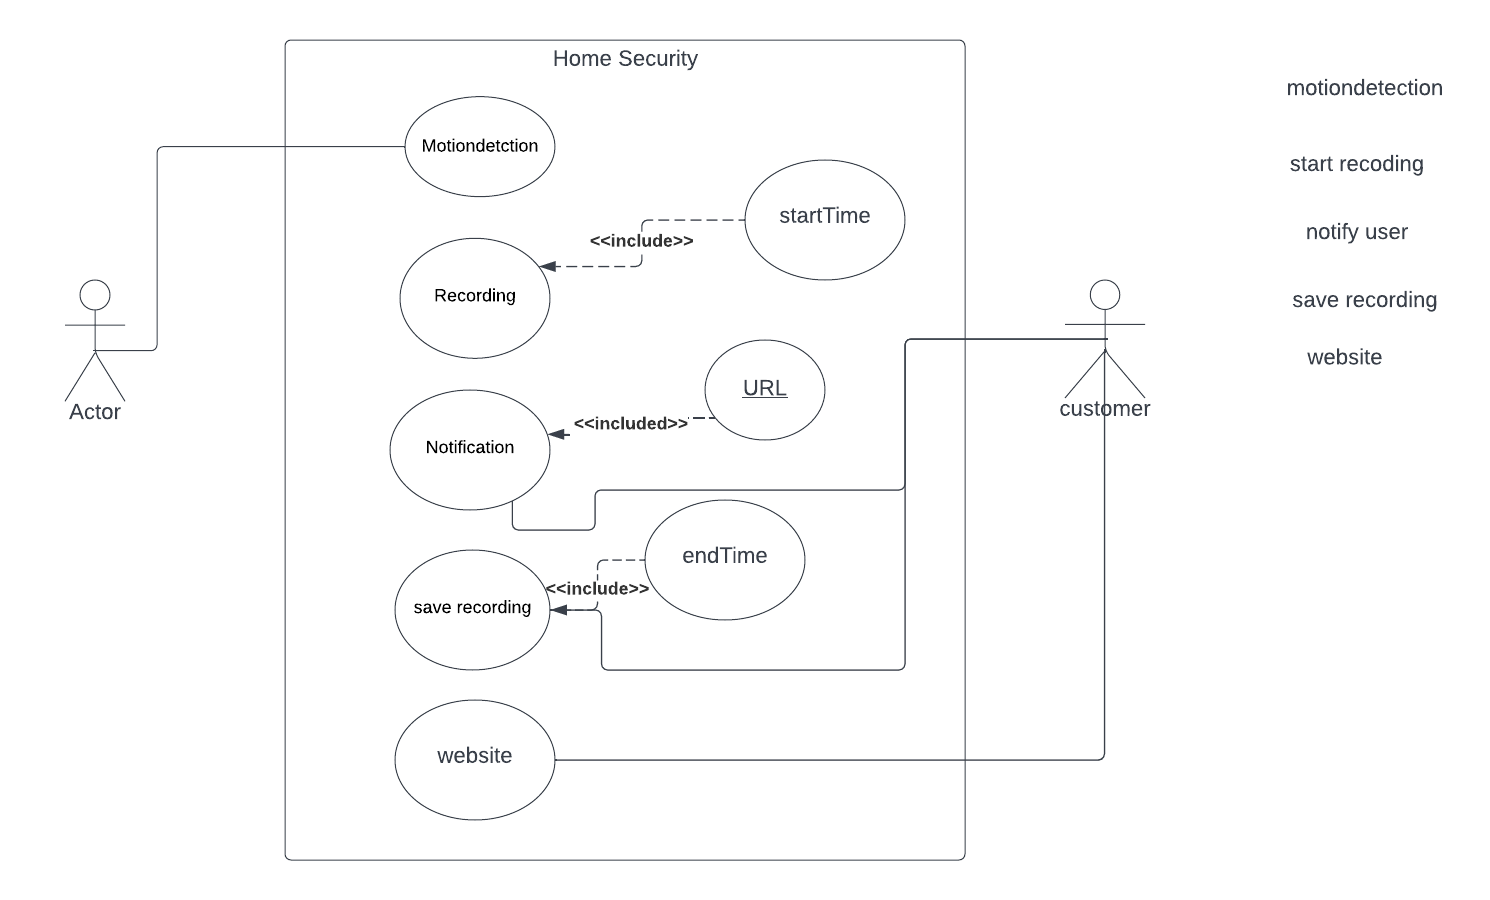 Home Security
motiondetection
Motiondetction
start recoding
startTime
notify user
<<include>>
Recording
save recording
website
URL
Actor
customer
<<included>>
Notification
endTime
<<include>>
save recording
website